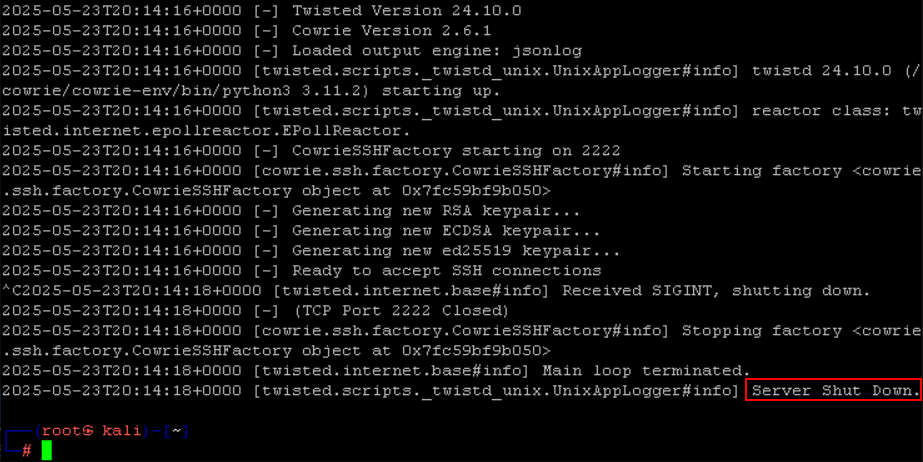 2025-05-23T20:14:16+0000 [-] Twisted Version 24.10.0
2025-05-23T20:14:16+0000 [-] Cowrie Version 2.6.1
2025-05-23T20:14:16+0000 [-] Loaded output engine: jsonlog
2025-05-23T20:14:16+0000 [twisted.scripts._twistd_unix.UnixAppLogger#info] twistd 24.10.0 (/
cowrie/cowrie-env/bin/python3 3.11.2) starting up.
2025-05-23T20:14:16+0000 [twisted.scripts._twistd_unix.UnixAppLogger#info] reactor class: tw
isted.internet.epollreactor.EPollReactor.
2025-05-23T20:14:16+0000 [-] CowrieSSHFactory starting on 2222
2025-05-23T20:14:16+0000 [cowrie.ssh.factory.CowrieSSHFactory#info] Starting factory <cowrie
.ssh.factory.CowrieSSHFactory object at 0x7fc59bf9b050>
2025-05-23T20:14:16+0000 [-] Generating new RSA keypair...
2025-05-23T20:14:16+0000 [-] Generating new ECDSA keypair...
2025-05-23T20:14:16+0000 [-] Generating new ed25519 keypair...
2025-05-23T20:14:16+0000 [-] Ready to accept SSH connections
^C2025-05-23T20:14:18+0000 [twisted.internet.base#info] Received SIGINT, shutting down.
2025-05-23T20:14:18+0000 [-] (TCP Port 2222 Closed)
2025-05-23T20:14:18+0000 [cowrie.ssh.factory.CowrieSSHFactory#info] Stopping factory <cowrie
.ssh.factory.CowrieSSHFactory object at 0x7fc59bf9b050>
2025-05-23T20:14:18+0000 [twisted.internet.base#info] Main loop terminated.
2025-05-23T20:14:18+0000 [twisted.scripts._twistd_unix.UnixAppLogger#info] Server Shut Down.
┌──(root㉿kali)-[~]
└─#